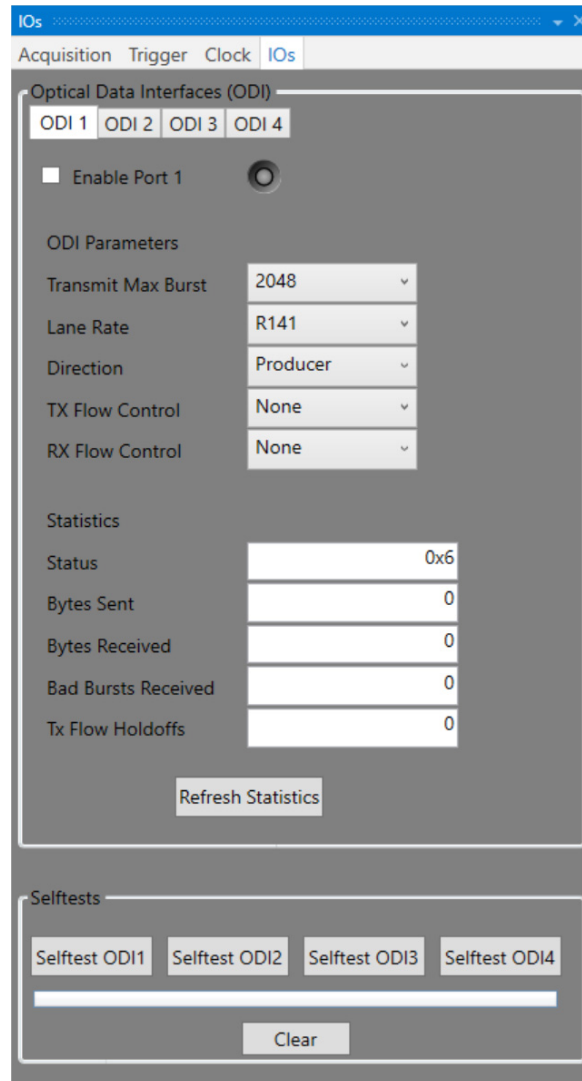 IOs
Acquisition Trigger Clock IOs
Optical Data Interfaces (ODI)
ODI 1 ODI 2 ODI 3 ODI 4
Enable Port 1
ODI Parameters
Transmit Max Burst 2048
Lane Rate R141
Direction Producer
TX Flow Control None
RX Flow Control None
Statistics
Status 0x6
Bytes Sent 0
Bytes Received 0
Bad Bursts Received 0
Tx Flow Holdoffs 0
Refresh Statistics
Selftests
Selftest ODI1 Selftest ODI2 Selftest ODI3 Selftest ODI4
Clear